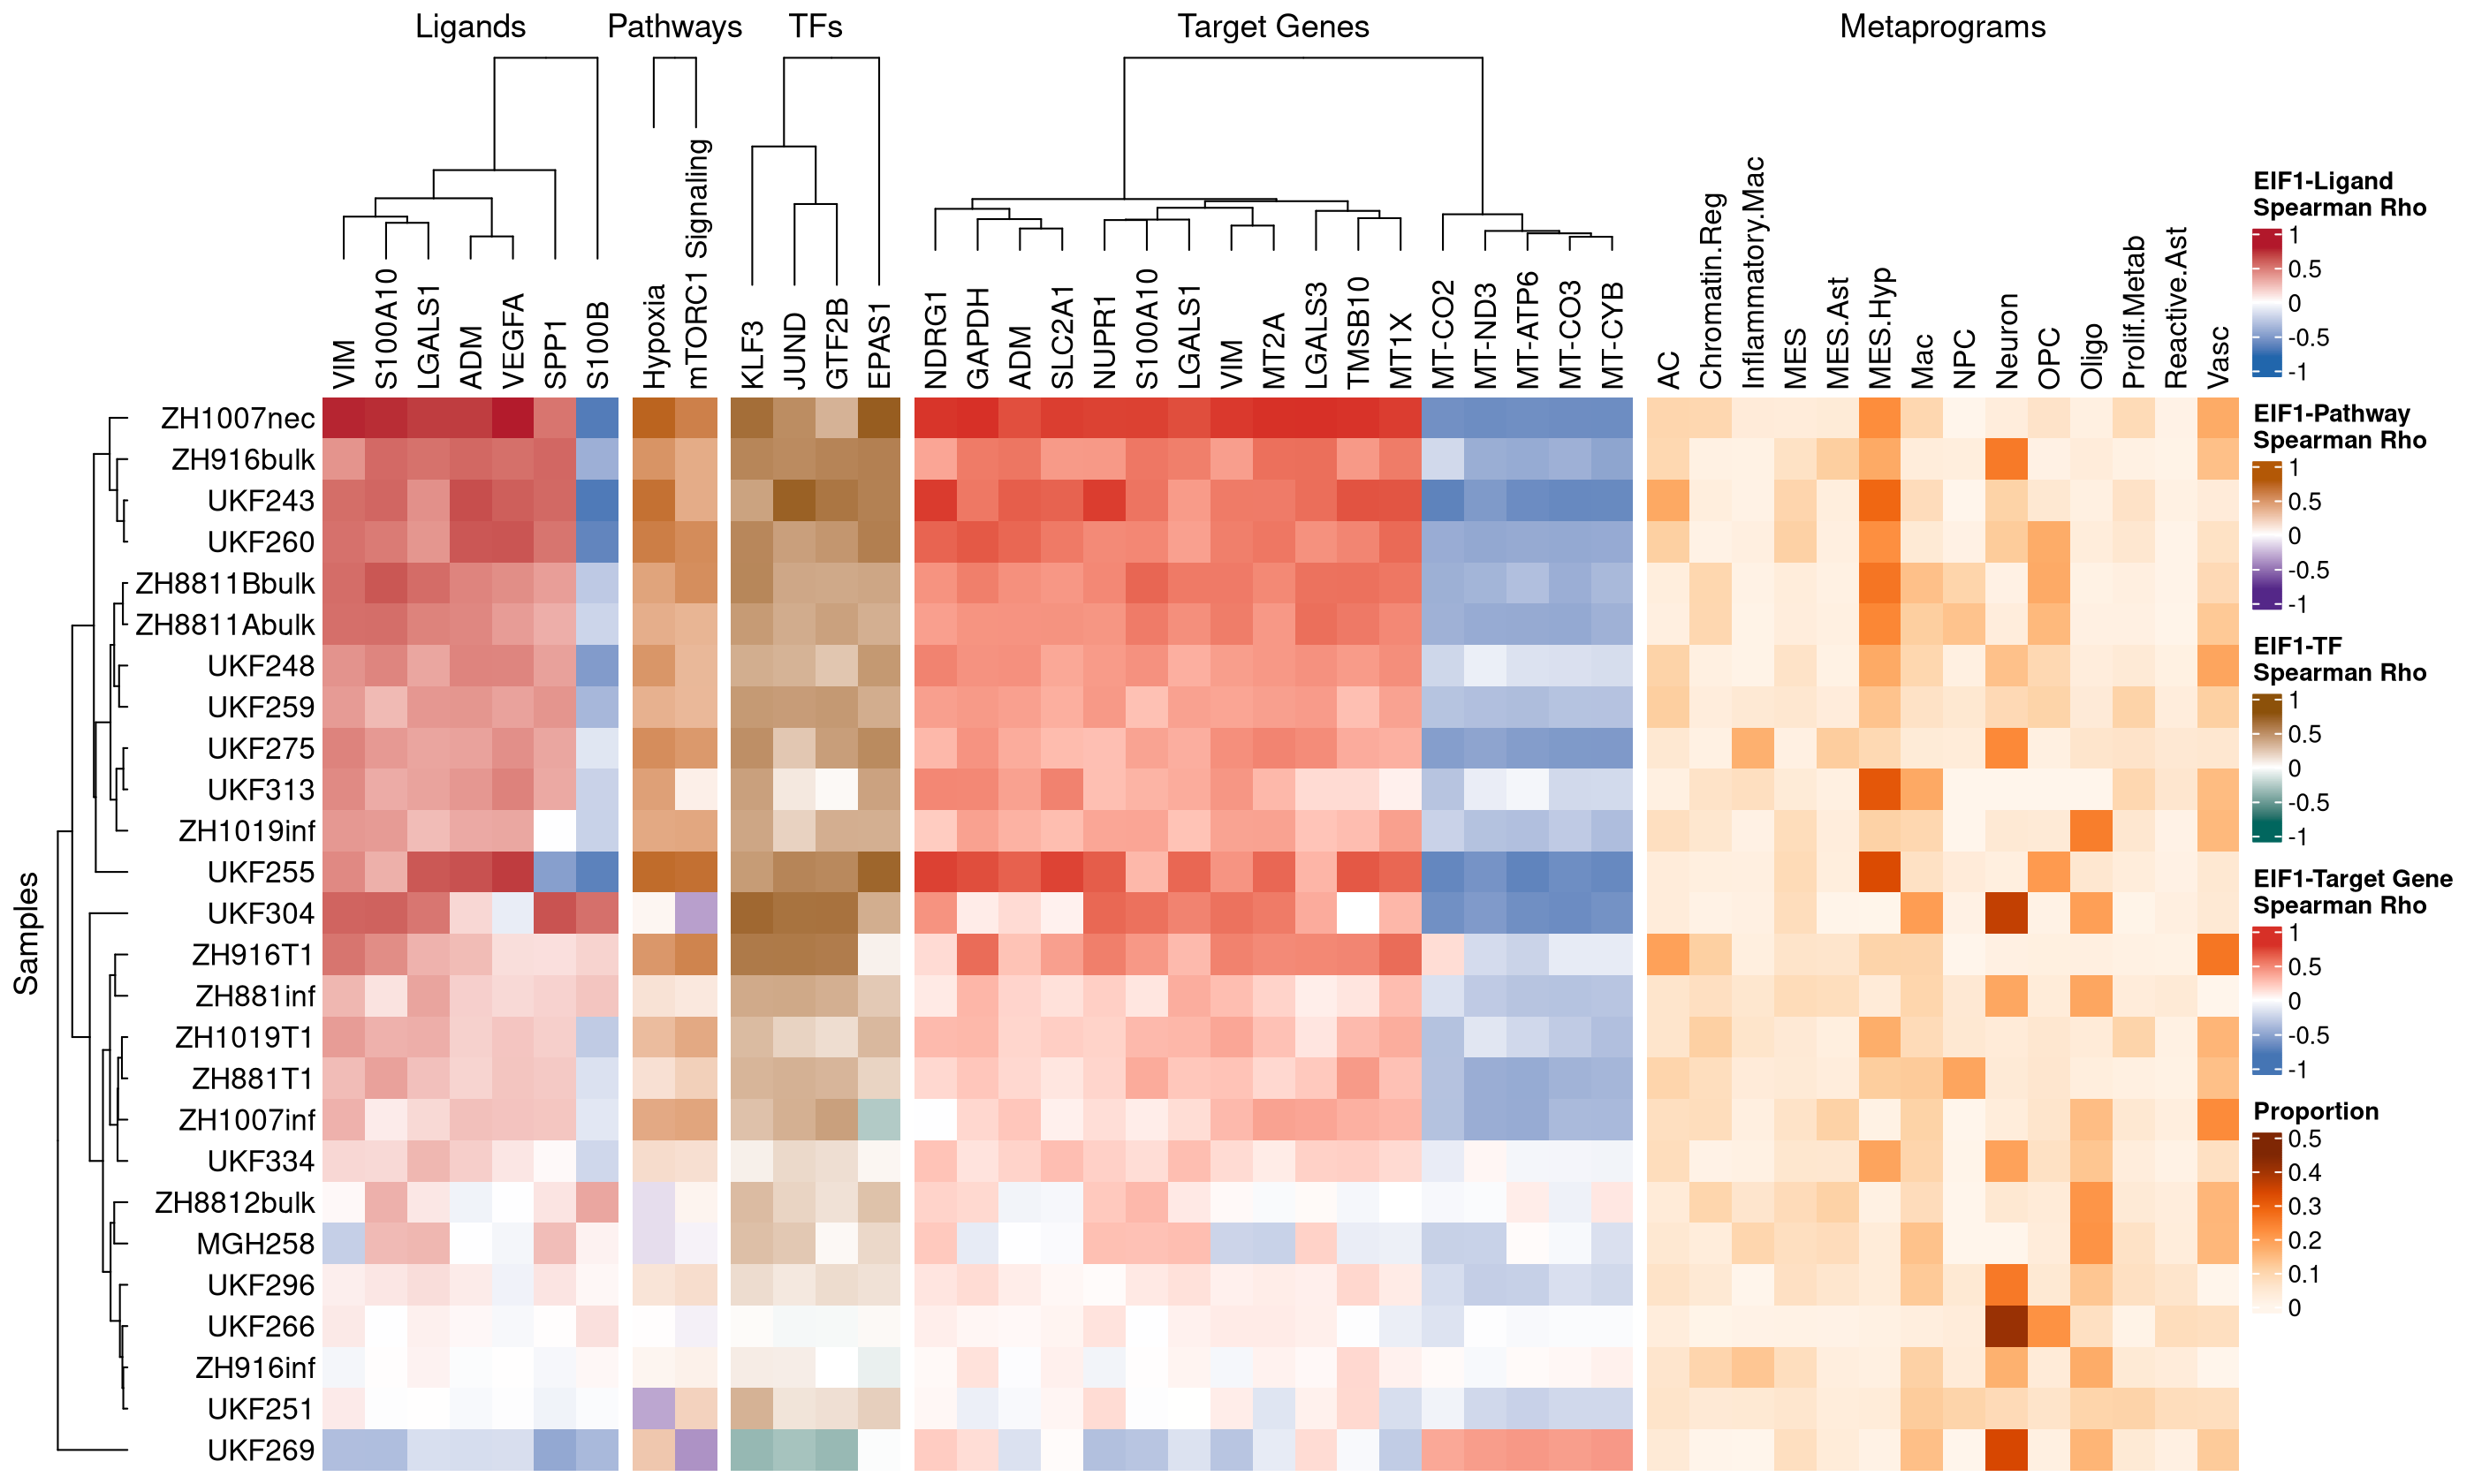 Ligands
Pathways
TFs
Target Genes
Metaprograms
VIM
S100A10
LGALS1
ADM
VEGFA
SPP1
S100B
Hypoxia
mTORC1 Signaling
KLF3
JUND
GTF2B
EPAS1
NDRG1
GAPDH
ADM
SLC2A1
NUPR1
S100A10
LGALS1
VIM
MT2A
LGALS3
TMSB10
MT1X
MT-CO2
MT-ND3
MT-ATP6
MT-CO3
MT-CYB
AC
Chromatin.Reg
Inflammatory.Mac
MES
MES.Ast
MES.Hyp
Mac
NPC
Neuron
OPC
Oligo
Prolif.Metab
Reactive.Ast
Vasc
Samples
ZH1007nec
ZH916bulk
UKF243
UKF260
ZH8811Bbulk
ZH8811Abulk
UKF248
UKF259
UKF275
UKF313
ZH1019inf
UKF255
UKF304
ZH916T1
ZH881inf
ZH1019T1
ZH881T1
ZH1007inf
UKF334
ZH8812bulk
MGH258
UKF296
UKF266
ZH916inf
UKF251
UKF269
EIF1-Ligand
Spearman Rho
1
0.5
0
-0.5
-1
EIF1-Pathway
Spearman Rho
1
0.5
0
-0.5
-1
EIF1-TF
Spearman Rho
1
0.5
0
-0.5
-1
EIF1-Target Gene
Spearman Rho
1
0.5
0
-0.5
-1
Proportion
0.5
0.4
0.3
0.2
0.1
0